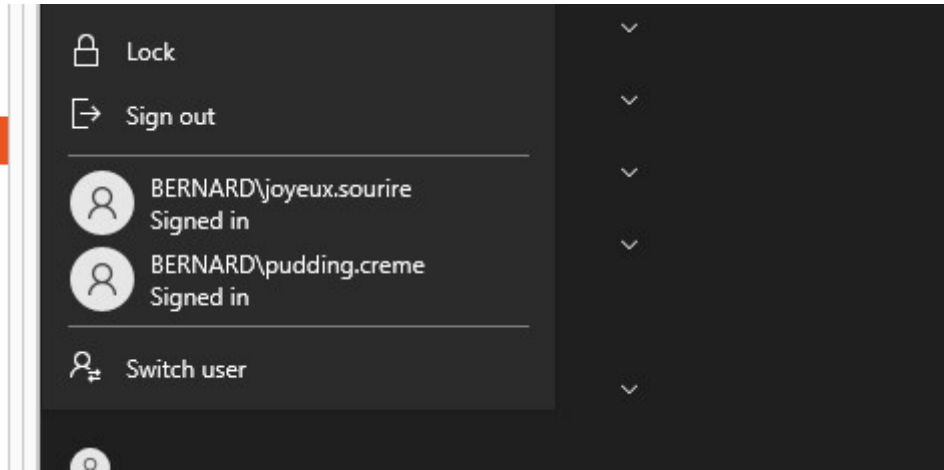 Lock
Sign out
BERNARD\joyeux.sourire
Signed in
BERNARD\pudding.creme
Signed in
Switch user